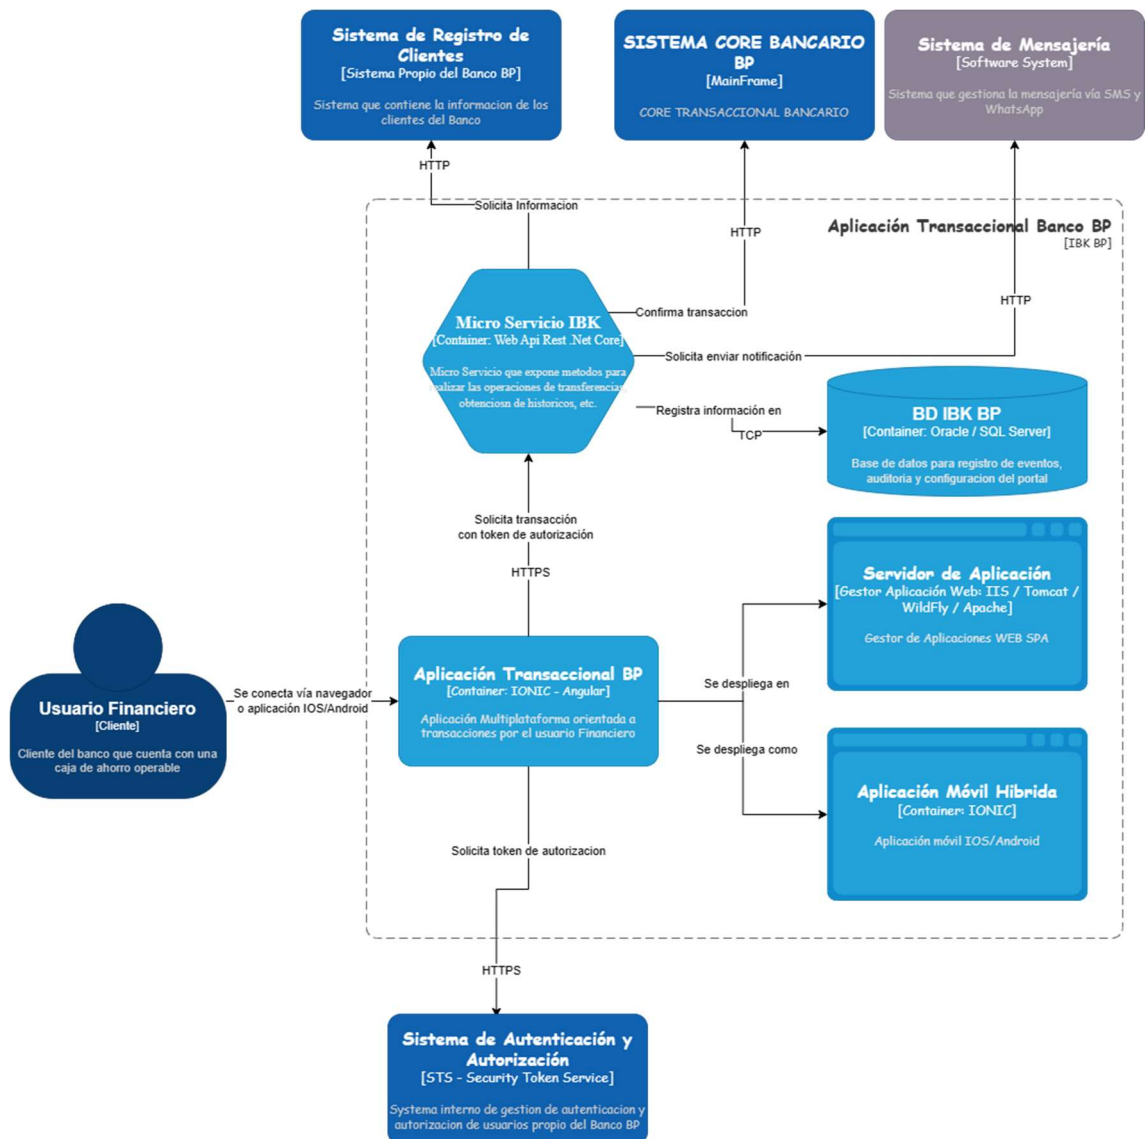 Sistema de Registro de
Clientes
[Sistema Propio del Banco BP]
Sistema que contiene la informacion de los
clientes del Banco
SISTEMA CORE BANCARIO
BP
[MainFrame]
CORE TRANSACCIONAL BANCARIO
Sistema de Mensajería
[Software System]
Sistema que gestiona la mensajería vía SMS y
WhatsApp
HTTP
Solicita Informacion
HTTP
HTTP
Aplicación Transaccional Banco BP
[IBK BP]
Micro Servicio IBK
[Container: Web Api Rest .Net Core]
Micro Servicio que expone metodos para
realizar las operaciones de transferencias,
obtenciosn de historicos, etc.
Confirma transaccion
Solicita enviar notificación
Registra información en
TCP
BD IBK BP
[Container: Oracle / SQL Server]
Base de datos para registro de eventos,
auditoria y configuracion del portal
Solicita transacción
con token de autorización
HTTPS
Servidor de Aplicación
[Gestor Aplicación Web: IIS / Tomcat /
WildFly / Apache]
Gestor de Aplicaciones WEB SPA
Usuario Financiero
[Cliente]
Cliente del banco que cuenta con una
caja de ahorro operable
Se conecta vía navegador
o aplicación IOS/Android
Aplicación Transaccional BP
[Container: IONIC - Angular]
Aplicación Multiplataforma orientada a
transacciones por el usuario Financiero
Se despliega en
Se despliega como
Aplicación Móvil Hibrida
[Container: IONIC]
Aplicación móvil IOS/Android
Solicita token de autorizacion
HTTPS
Sistema de Autenticación y
Autorización
[STS - Security Token Service]
Systema interno de gestion de autenticacion y
autorizacion de usuarios propio del Banco BP